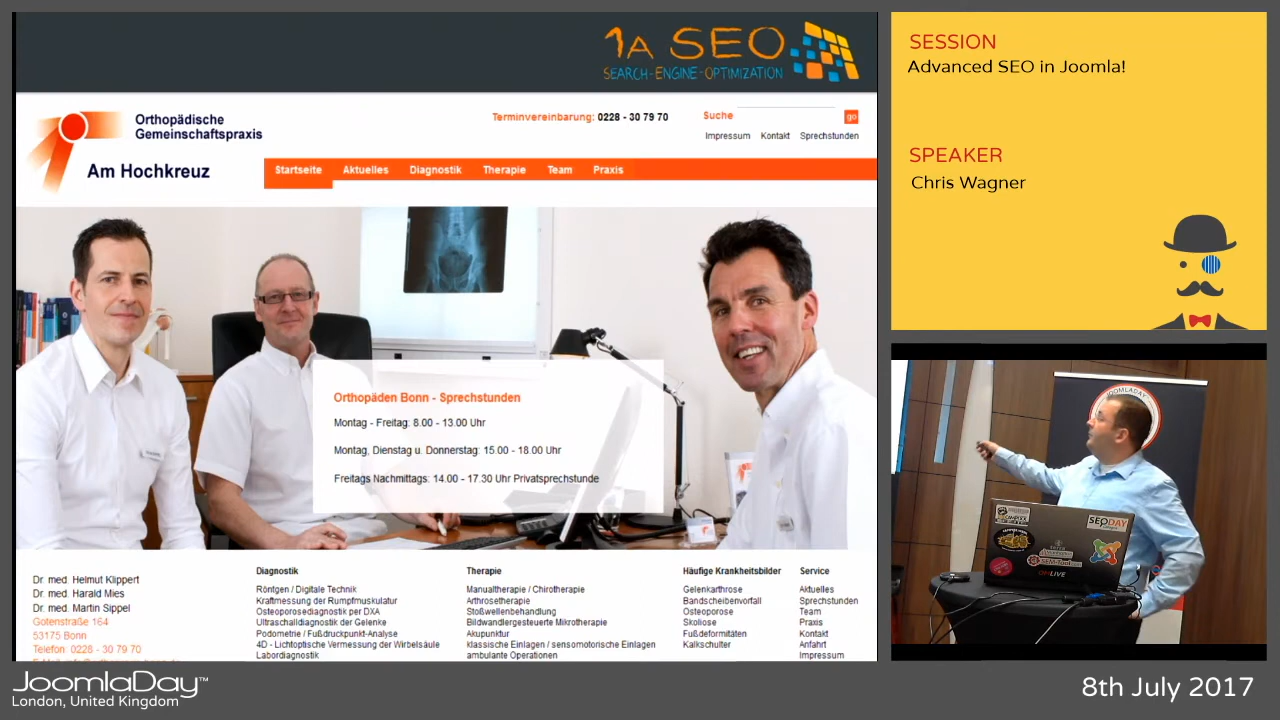 1A SEO
SEARCH-ENGINE-OPTIMIZATION
Orthopädische
Gemeinschaftspraxis
Am Hochkreuz
Terminvereinbarung: 0228 - 30 79 70
Suche
go
Impressum Kontakt Sprechstunden
Startseite Aktuelles Diagnostik Therapie Team Praxis
Orthopäden Bonn - Sprechstunden
Montag - Freitag: 8.00 - 13.00 Uhr
Montag, Dienstag u. Donnerstag: 15.00 - 18.00 Uhr
Freitags Nachmittags: 14.00 - 17.30 Uhr Privatsprechstunde
Dr. med. Helmut Klippert
Dr. med. Harald Mies
Dr. med. Martin Sippel
Gotenstraße 164
53175 Bonn
Telefon: 0228 - 30 79 70
Diagnostik
Röntgen / Digitale Technik
Kraftmessung der Rumpfmuskulatur
Osteoporosediagnostik per DXA
Ultraschalldiagnostik der Gelenke
Podometrie / Fußdruckpunkt-Analyse
4D - Lichtoptische Vermessung der Wirbelsäule
Labordiagnostik
Therapie
Manualtherapie / Chirotherapie
Arthrosetherapie
Stoßwellenbehandlung
Bildwandlergesteuerte Mikrotherapie
Akupunktur
klassische Einlagen / sensomotorische Einlagen
ambulante Operationen
Häufige Krankheitsbilder
Gelenkarthrose
Bandscheibenvorfall
Osteoporose
Skoliose
Fußdeformitäten
Kalkschulter
Service
Aktuelles
Sprechstunden
Team
Praxis
Kontakt
Anfahrt
Impressum
SESSION
Advanced SEO in Joomla!
SPEAKER
Chris Wagner
JOOMLADAY
SEODAY
JoomlaDay™
London, United Kingdom
8th July 2017